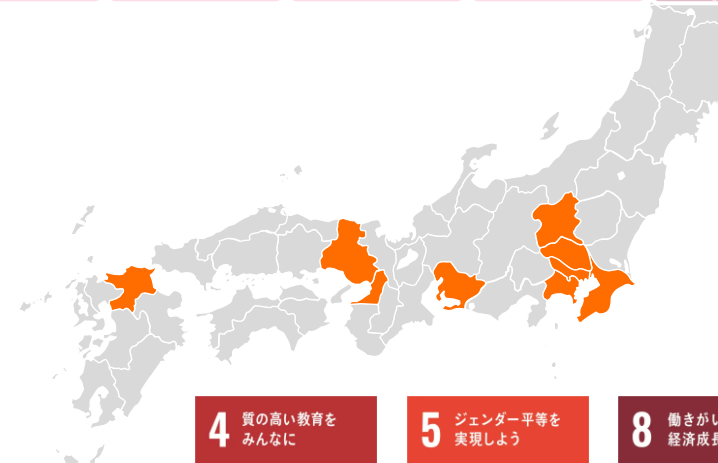 4
質の高い教育を
みんなに
5
ジェンダー平等を
実現しよう
8
働きがい
経済成長